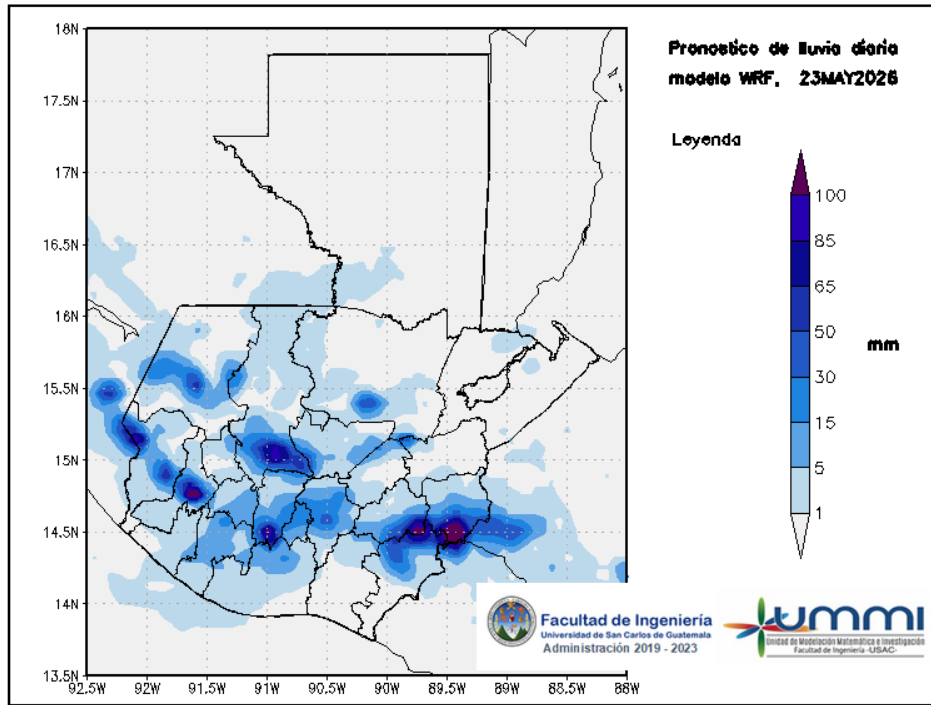 Pronostico de lluvia diaria
modelo WRF, 23MAY2026
Leyenda
100
85
65
50
30
15
5
1
mm
18N
17.5N
17N
16.5N
16N
15.5N
15N
14.5N
14N
13.5N
92.5W 92W 91.5W 91W 90.5W 90W 89.5W 89W 88.5W 88W
Facultad de Ingeniería
Universidad de San Carlos de Guatemala
Administración 2019 - 2023
UMMI
Unidad de Modelación Matemática e Investigación
Facultad de Ingeniería -USAC-